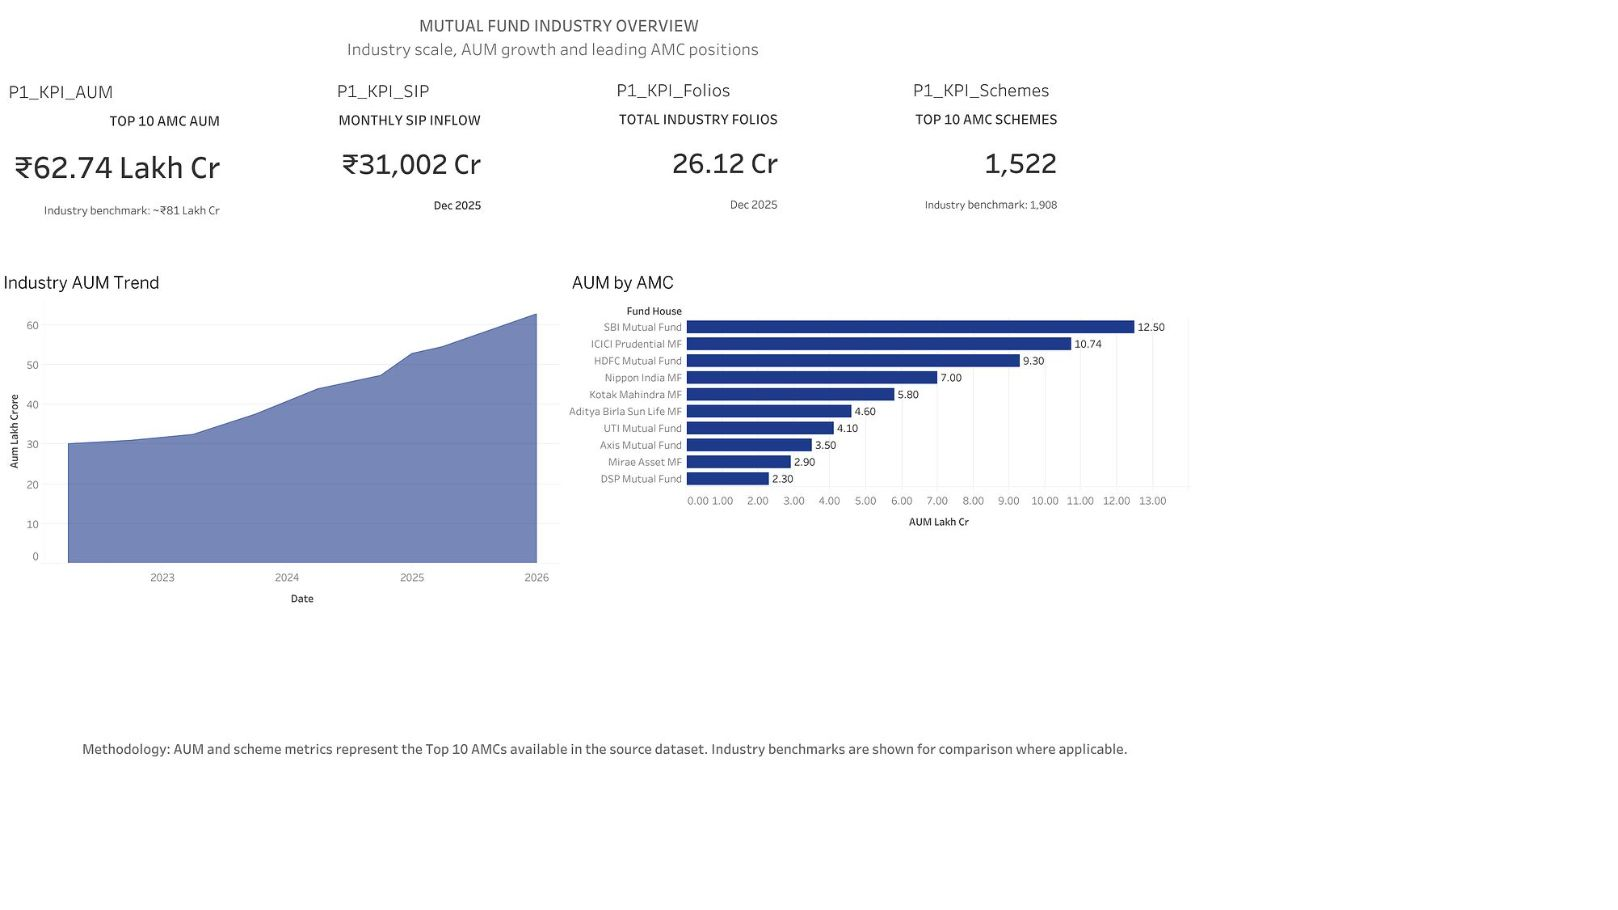 MUTUAL FUND INDUSTRY OVERVIEW
Industry scale, AUM growth and leading AMC positions
P1_KPI_AUM
TOP 10 AMC AUM
₹62.74 Lakh Cr
Industry benchmark: ~₹81 Lakh Cr
P1_KPI_SIP
MONTHLY SIP INFLOW
₹31,002 Cr
Dec 2025
P1_KPI_Folios
TOTAL INDUSTRY FOLIOS
26.12 Cr
Dec 2025
P1_KPI_Schemes
TOP 10 AMC SCHEMES
1,522
Industry benchmark: 1,908
Industry AUM Trend
Aum Lakh Crore
60
50
40
30
20
10
0
2023 2024 2025 2026
Date
AUM by AMC
Fund House
SBI Mutual Fund 12.50
ICICI Prudential MF 10.74
HDFC Mutual Fund 9.30
Nippon India MF 7.00
Kotak Mahindra MF 5.80
Aditya Birla Sun Life MF 4.60
UTI Mutual Fund 4.10
Axis Mutual Fund 3.50
Mirae Asset MF 2.90
DSP Mutual Fund 2.30
0.00 1.00 2.00 3.00 4.00 5.00 6.00 7.00 8.00 9.00 10.00 11.00 12.00 13.00
AUM Lakh Cr
Methodology: AUM and scheme metrics represent the Top 10 AMCs available in the source dataset. Industry benchmarks are shown for comparison where applicable.